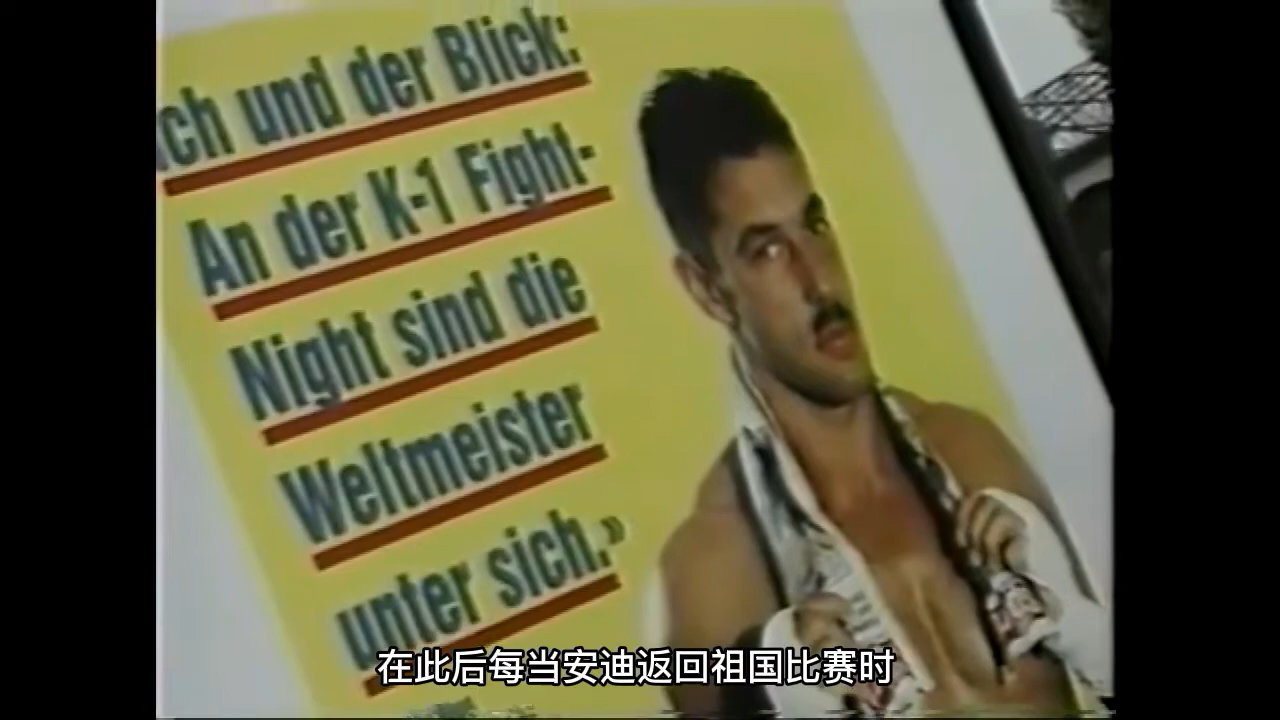 Ich und der Blick:
An der K-1 Fight-
Night sind die
Weltmeister
unter sich.»
在此后每当安迪返回祖国比赛时